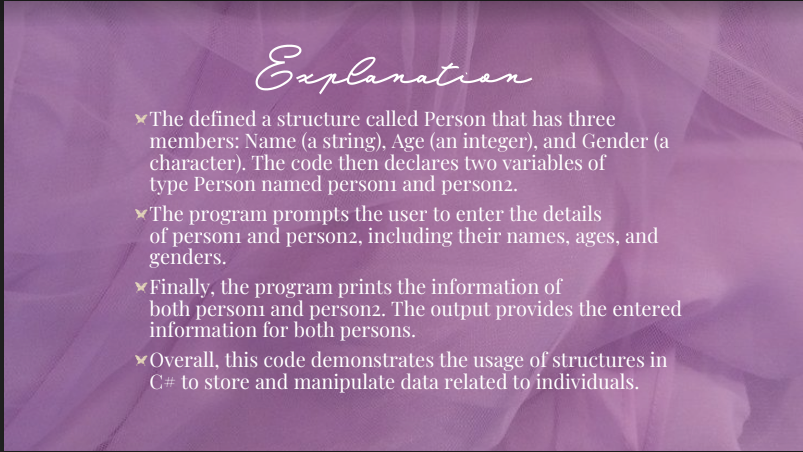 Explanation
The defined a structure called Person that has three
members: Name (a string), Age (an integer), and Gender (a
character). The code then declares two variables of
type Person named person1 and person2.
The program prompts the user to enter the details
of person1 and person2, including their names, ages, and
genders.
Finally, the program prints the information of
both person1 and person2. The output provides the entered
information for both persons.
Overall, this code demonstrates the usage of structures in
C# to store and manipulate data related to individuals.